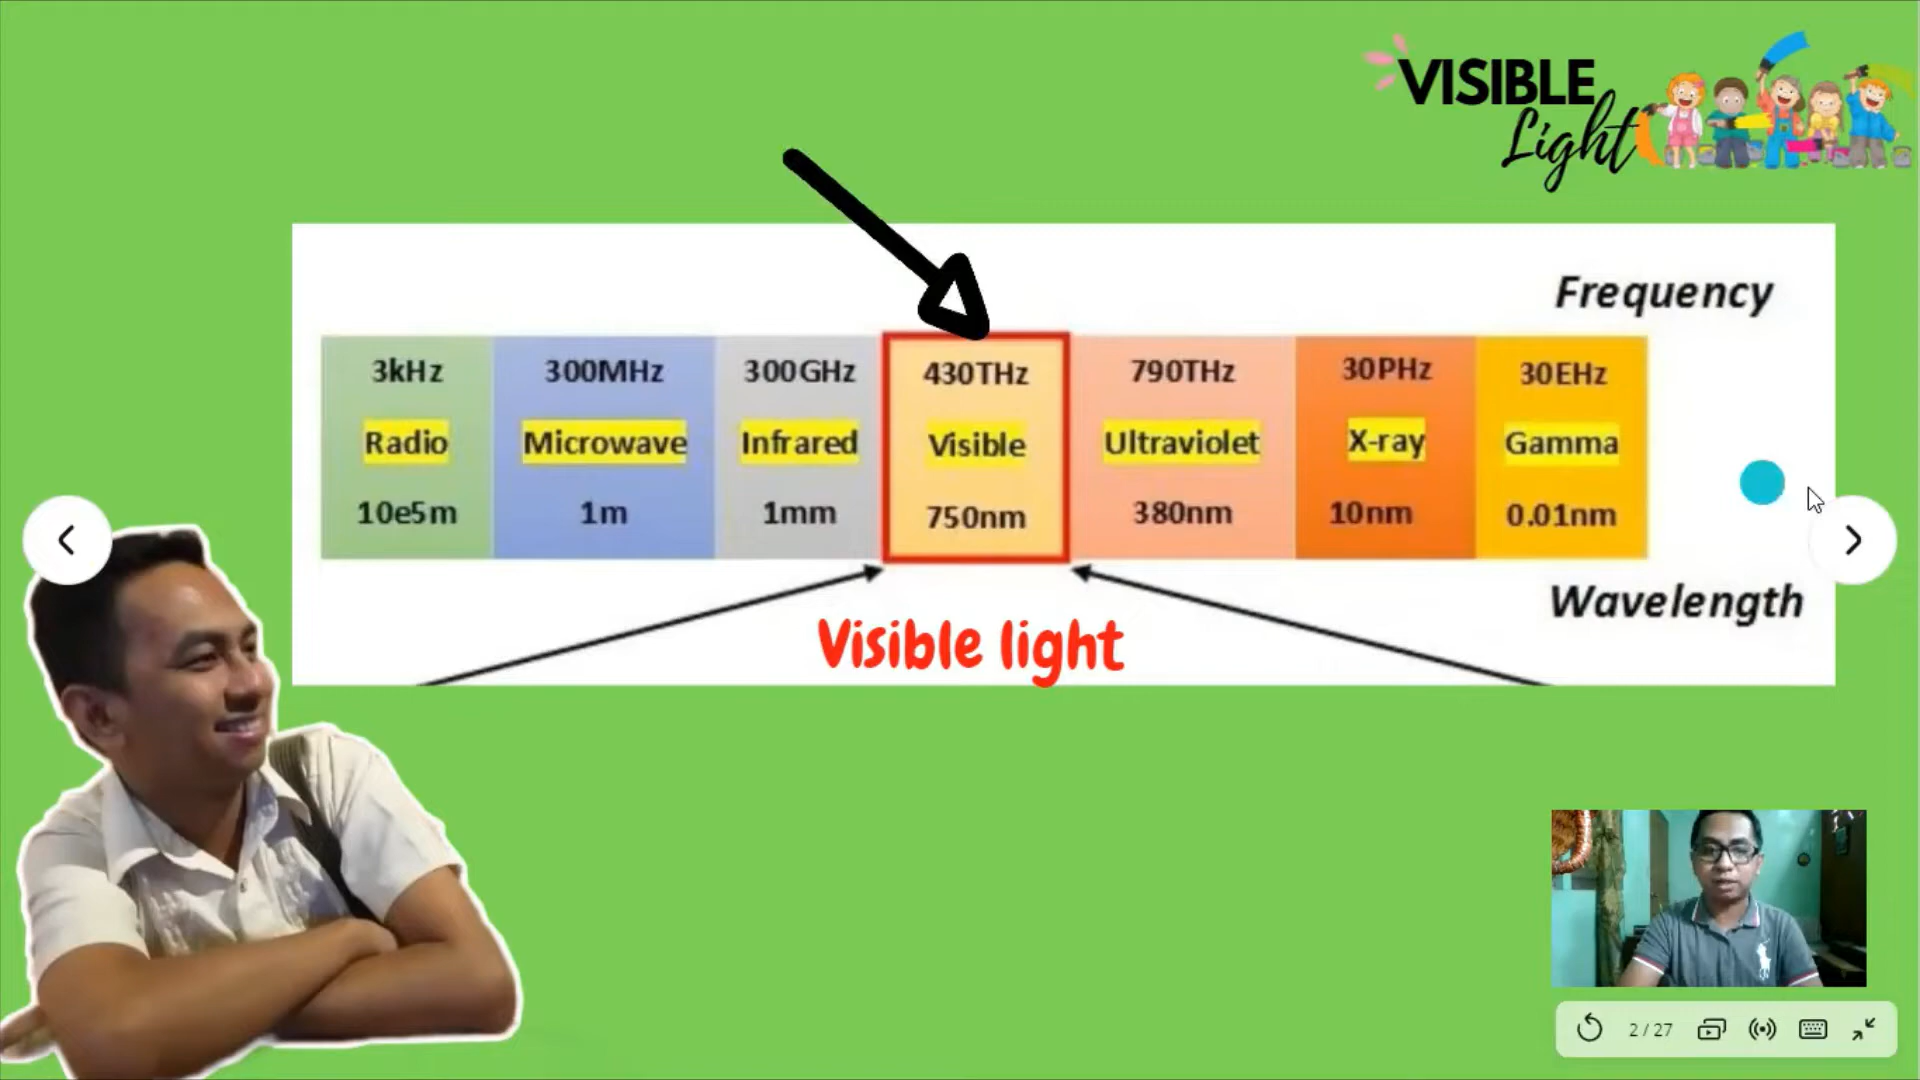 VISIBLE
Light
Frequency
3kHz 300MHz 300GHz 430THz 790THz 30PHz 30EHz
Radio Microwave Infrared Visible Ultraviolet X-ray Gamma
10e5m 1m 1mm 750nm 380nm 10nm 0.01nm
Wavelength
Visible light
2 / 27